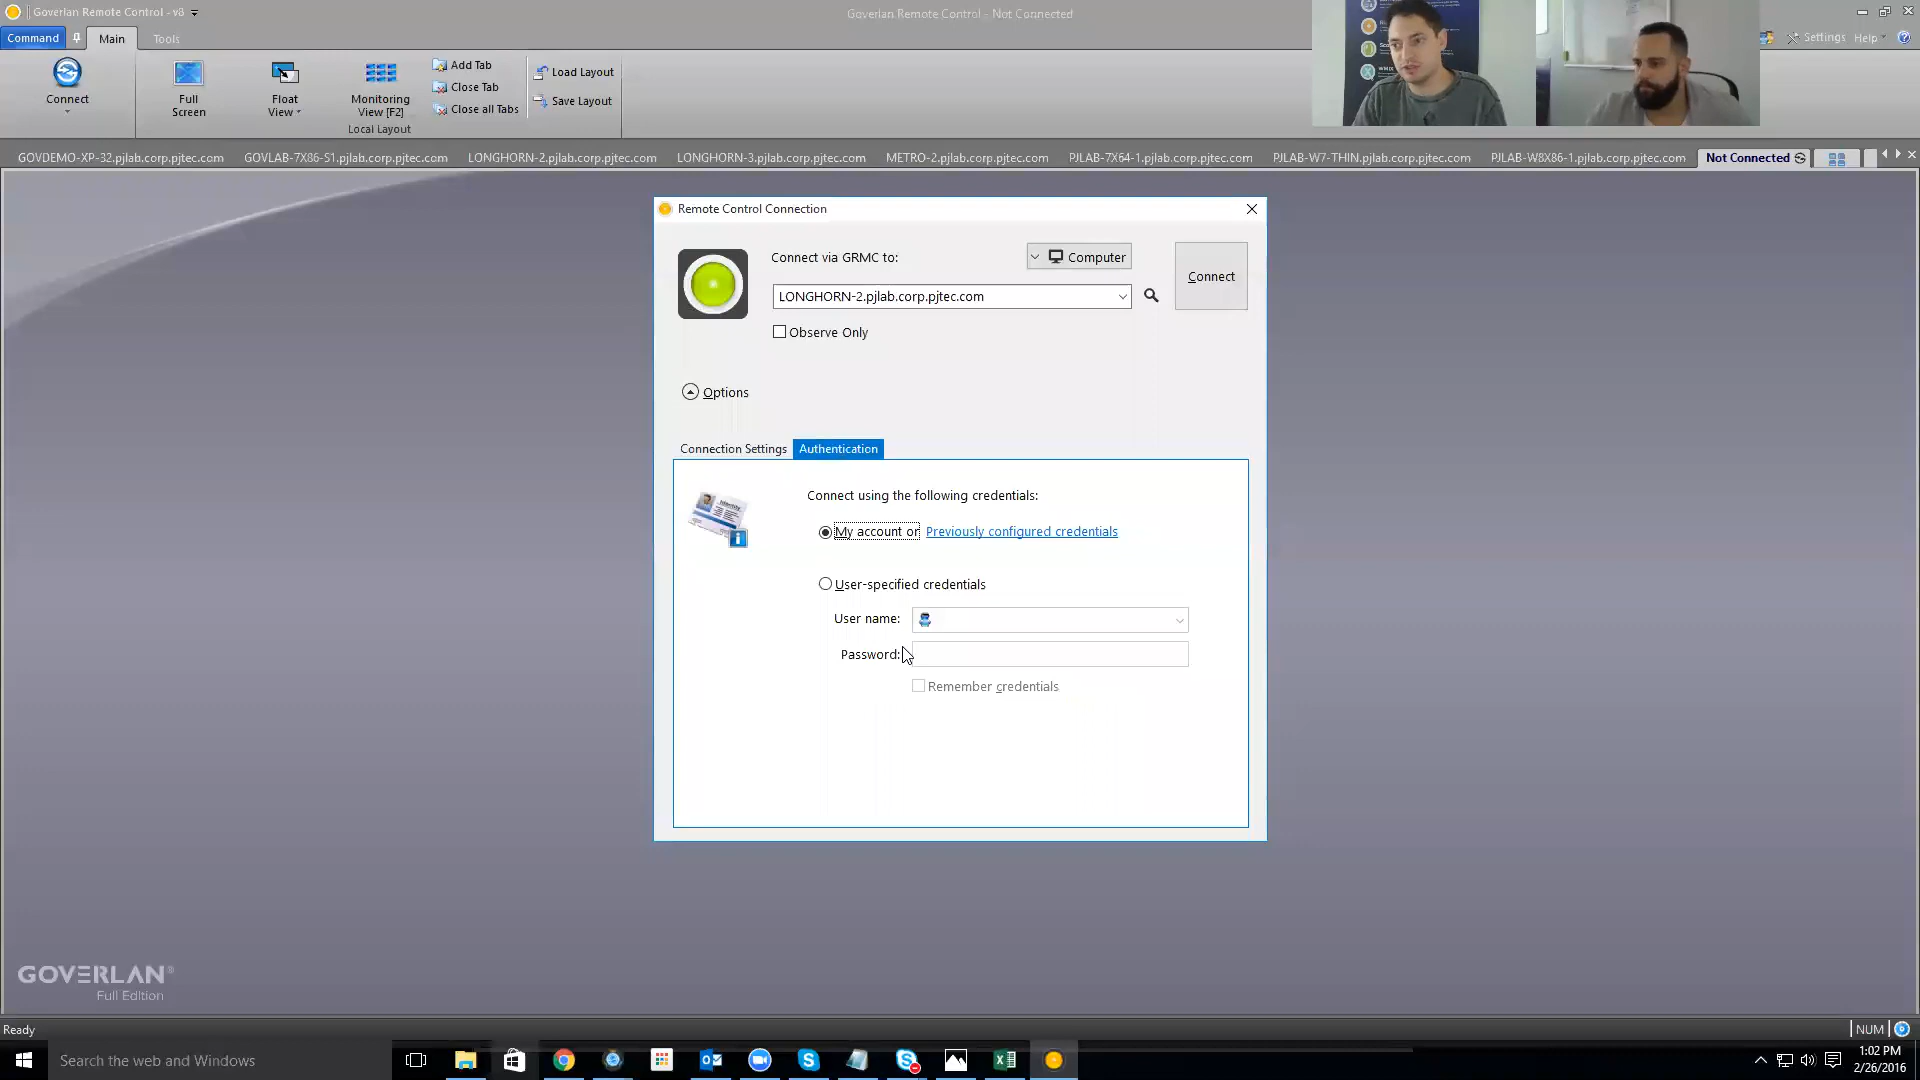 Goverlan Remote Control - v8
Goverlan Remote Control - Not Connected
Command
Main
Tools
Settings
Help
Connect
Full
Screen
Float
View
Monitoring
View [F2]
Add Tab
Close Tab
Close all Tabs
Load Layout
Save Layout
Local Layout
GOVDEMO-XP-32.pjlab.corp.pjtec.com
GOVLAB-7X86-S1.pjlab.corp.pjtec.com
LONGHORN-2.pjlab.corp.pjtec.com
LONGHORN-3.pjlab.corp.pjtec.com
METRO-2.pjlab.corp.pjtec.com
PJLAB-7X64-1.pjlab.corp.pjtec.com
PJLAB-W7-THIN.pjlab.corp.pjtec.com
PJLAB-W8X86-1.pjlab.corp.pjtec.com
Not Connected
Remote Control Connection
Connect via GRMC to:
Computer
Connect
LONGHORN-2.pjlab.corp.pjtec.com
Observe Only
Options
Connection Settings
Authentication
Connect using the following credentials:
My account or Previously configured credentials
User-specified credentials
User name:
Password:
Remember credentials
GOVERLAN®
Full Edition
Ready
NUM
Search the web and Windows
1:02 PM
2/26/2016